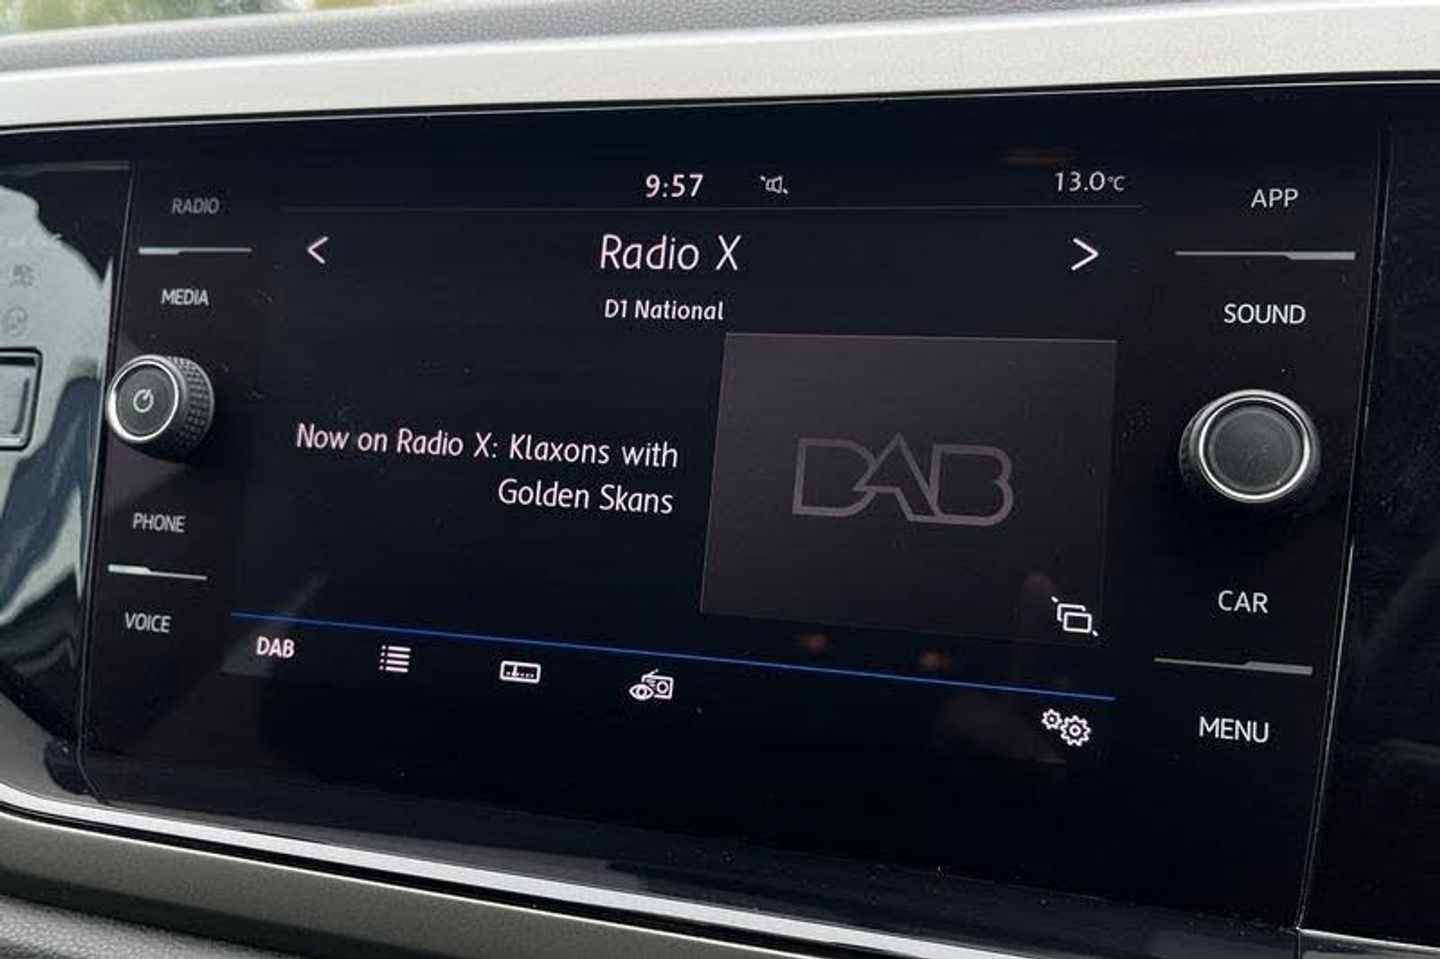 RADIO
MEDIA
PHONE
VOICE
9:57
13.0°C
Radio X
D1 National
Now on Radio X: Klaxons with
Golden Skans
DAB
DAB
APP
SOUND
CAR
MENU